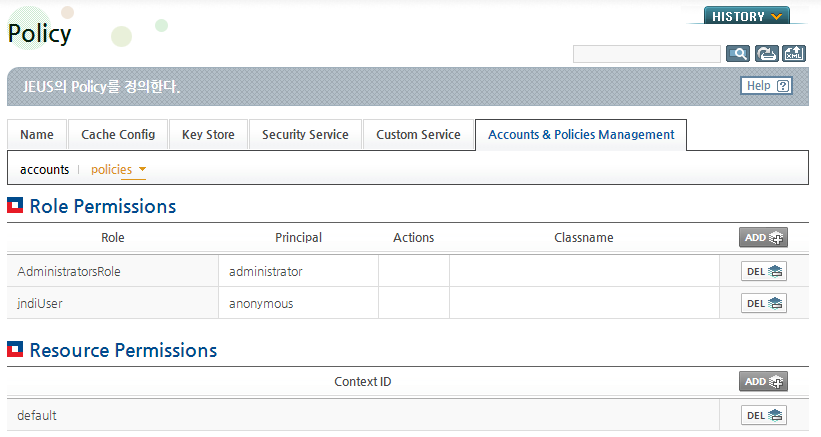 HISTORY
Policy
XML
JEUS의 Policy를 정의한다.
Help ?
Name Cache Config Key Store Security Service Custom Service Accounts & Policies Management
accounts policies
Role Permissions
Role Principal Actions Classname ADD
AdministratorsRole administrator DEL
jndiUser anonymous DEL
Resource Permissions
Context ID ADD
default DEL